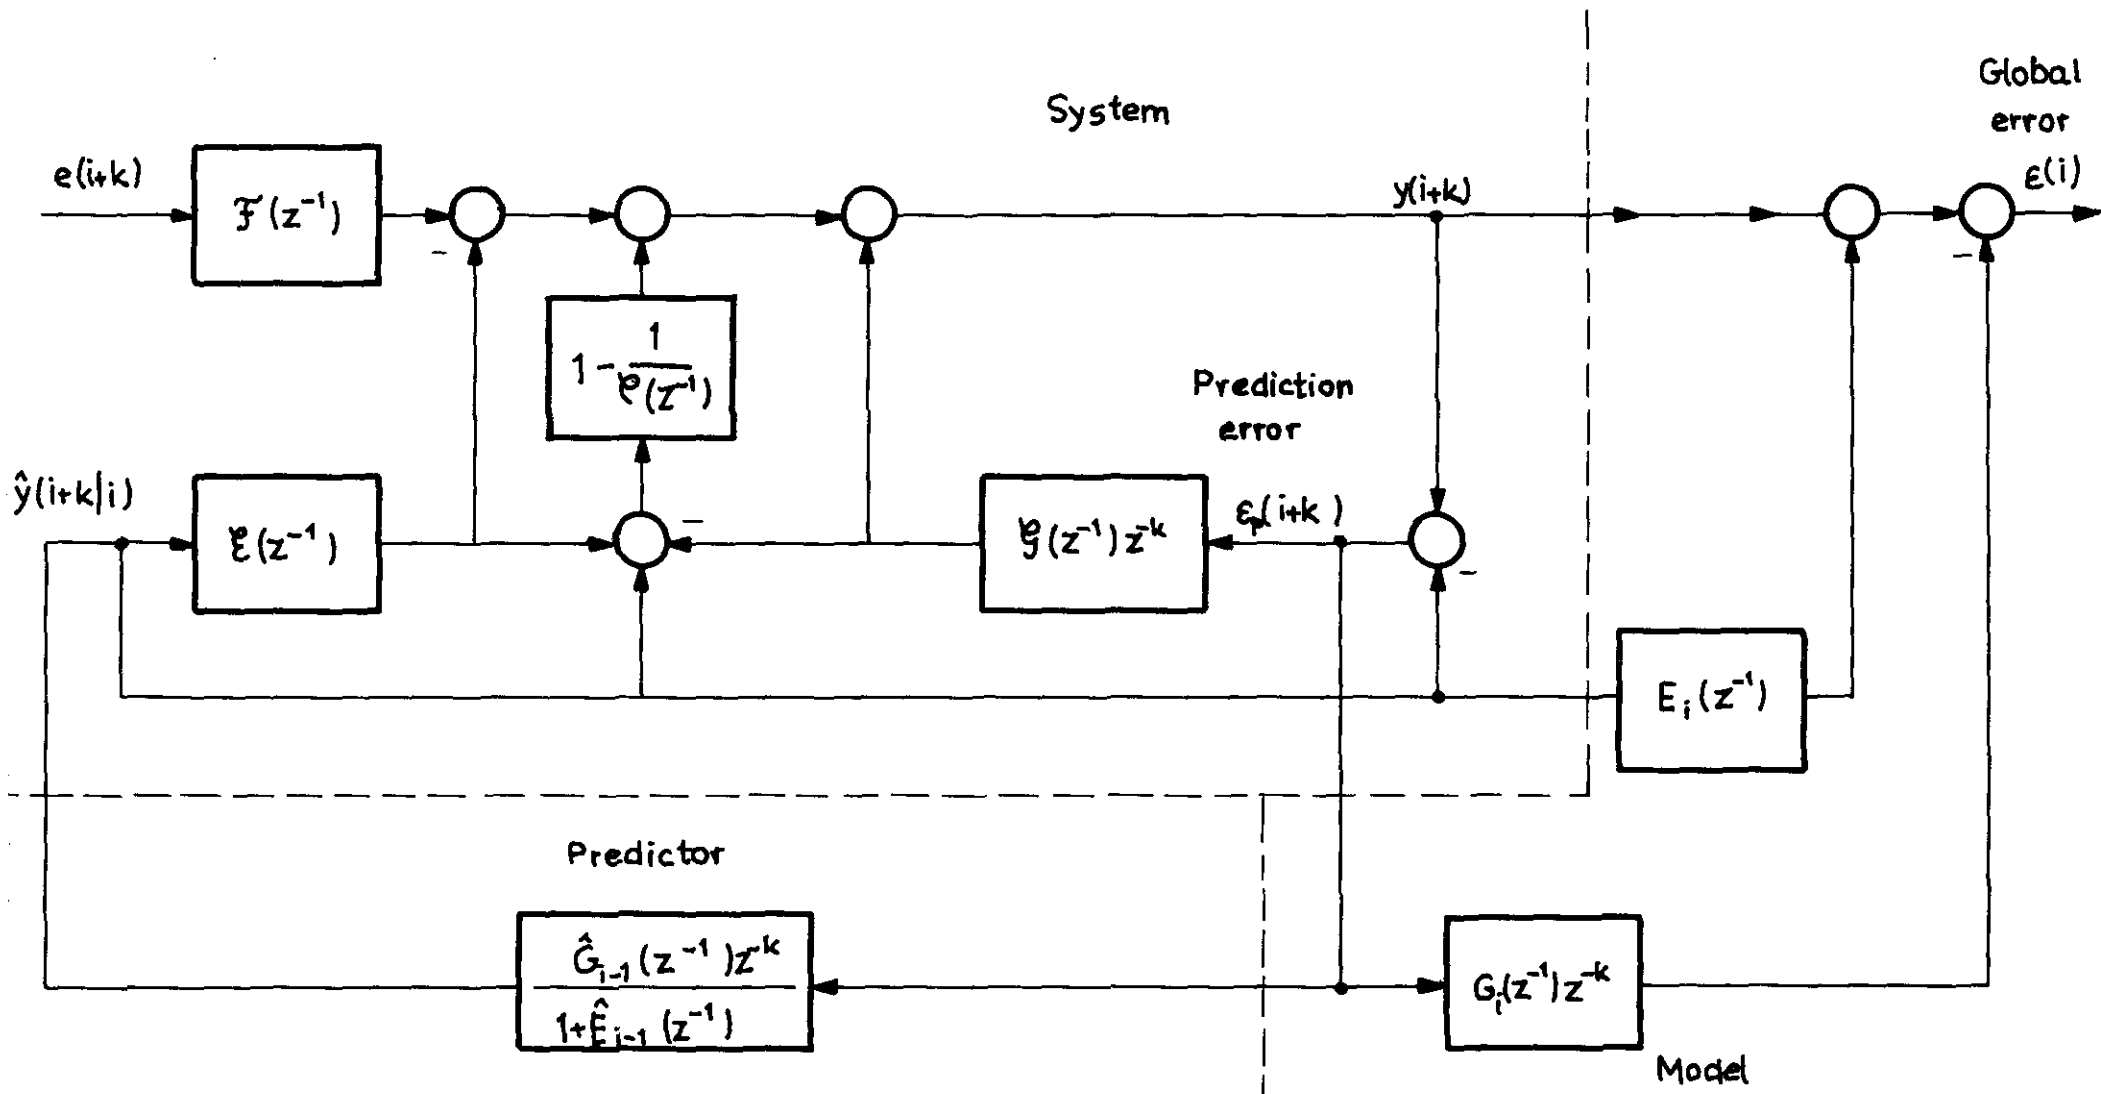 System
Global
error
ε(i)
e(i+k)
ℱ(z⁻¹)
y(i+k)
−
−
1 − 1/𝒞(z⁻¹)
Prediction
error
ŷ(i+k|i)
ℰ(z⁻¹)
−
𝒢(z⁻¹)z⁻ᵏ
εₚ(i+k)
−
Eᵢ(z⁻¹)
Predictor
Ĝᵢ₋₁(z⁻¹)z⁻ᵏ
1+Êᵢ₋₁(z⁻¹)
Gᵢ(z⁻¹)z⁻ᵏ
Model